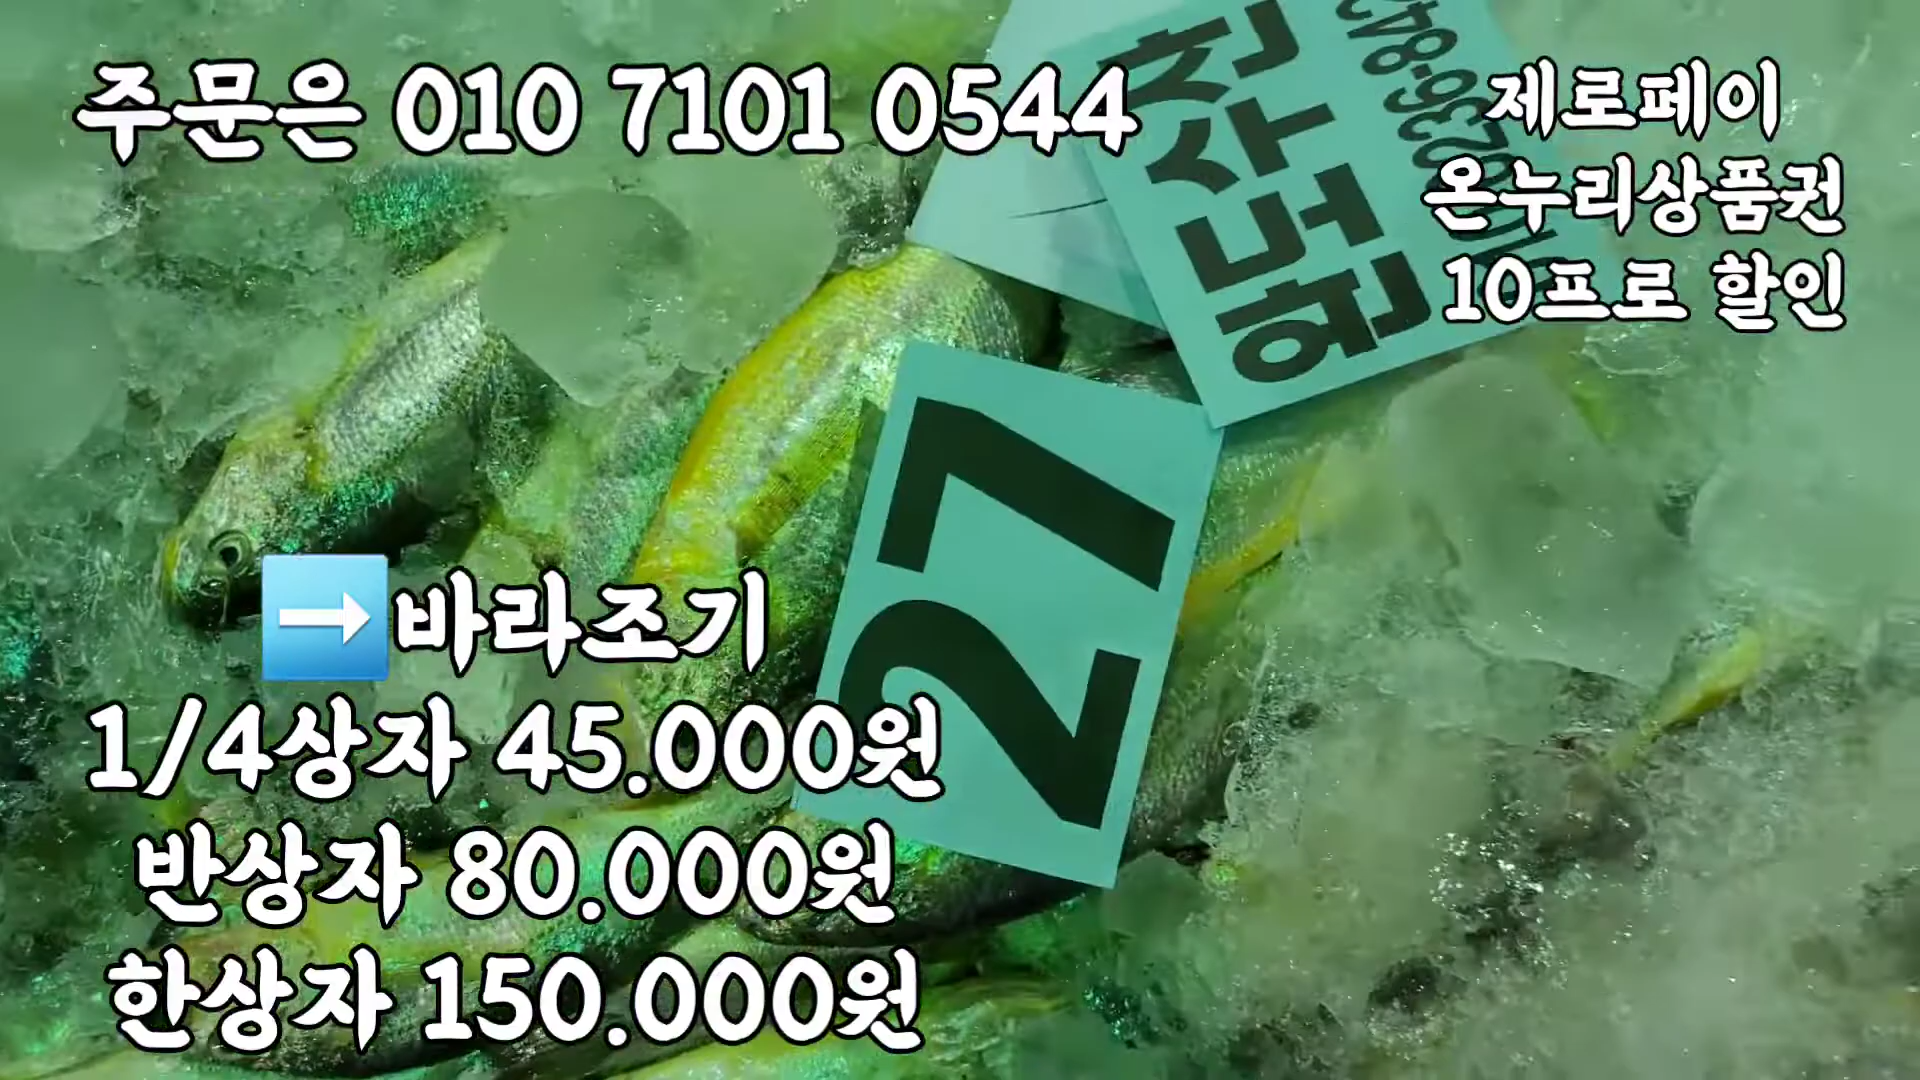 주문은 010 7101 0544
제로페이
온누리상품권
10프로 할인
27
➡바라조기
1/4상자 45.000원
반상자 80.000원
한상자 150.000원